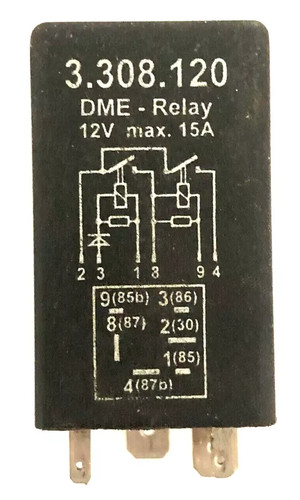 3.308.120
DME - Relay
12V max. 15A
2 3 1 8 9 4
9(85b) 3(86)
8(87) 2(30)
1(85)
4(87b)